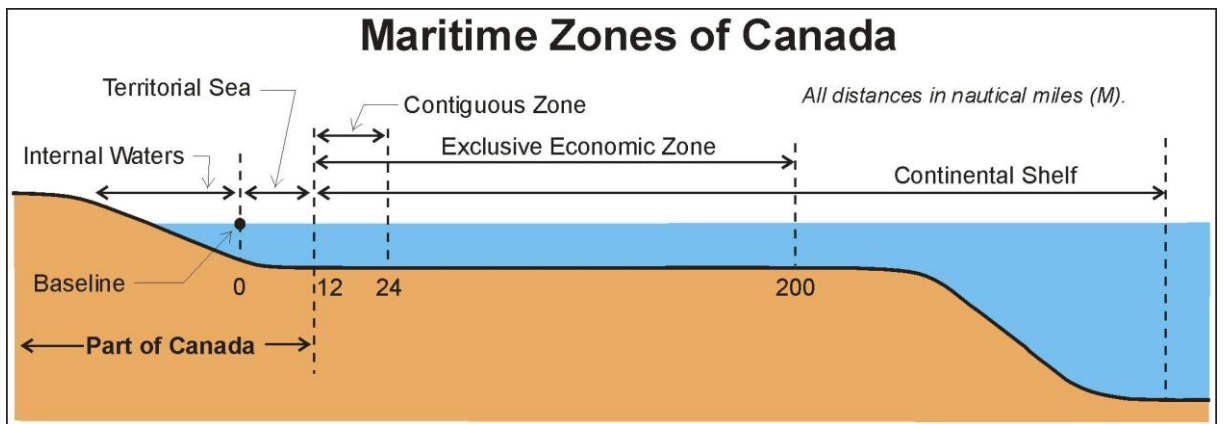 Maritime Zones of Canada
Territorial Sea
Contiguous Zone
All distances in nautical miles (M).
Internal Waters
Exclusive Economic Zone
Continental Shelf
Baseline
0
12
24
200
Part of Canada